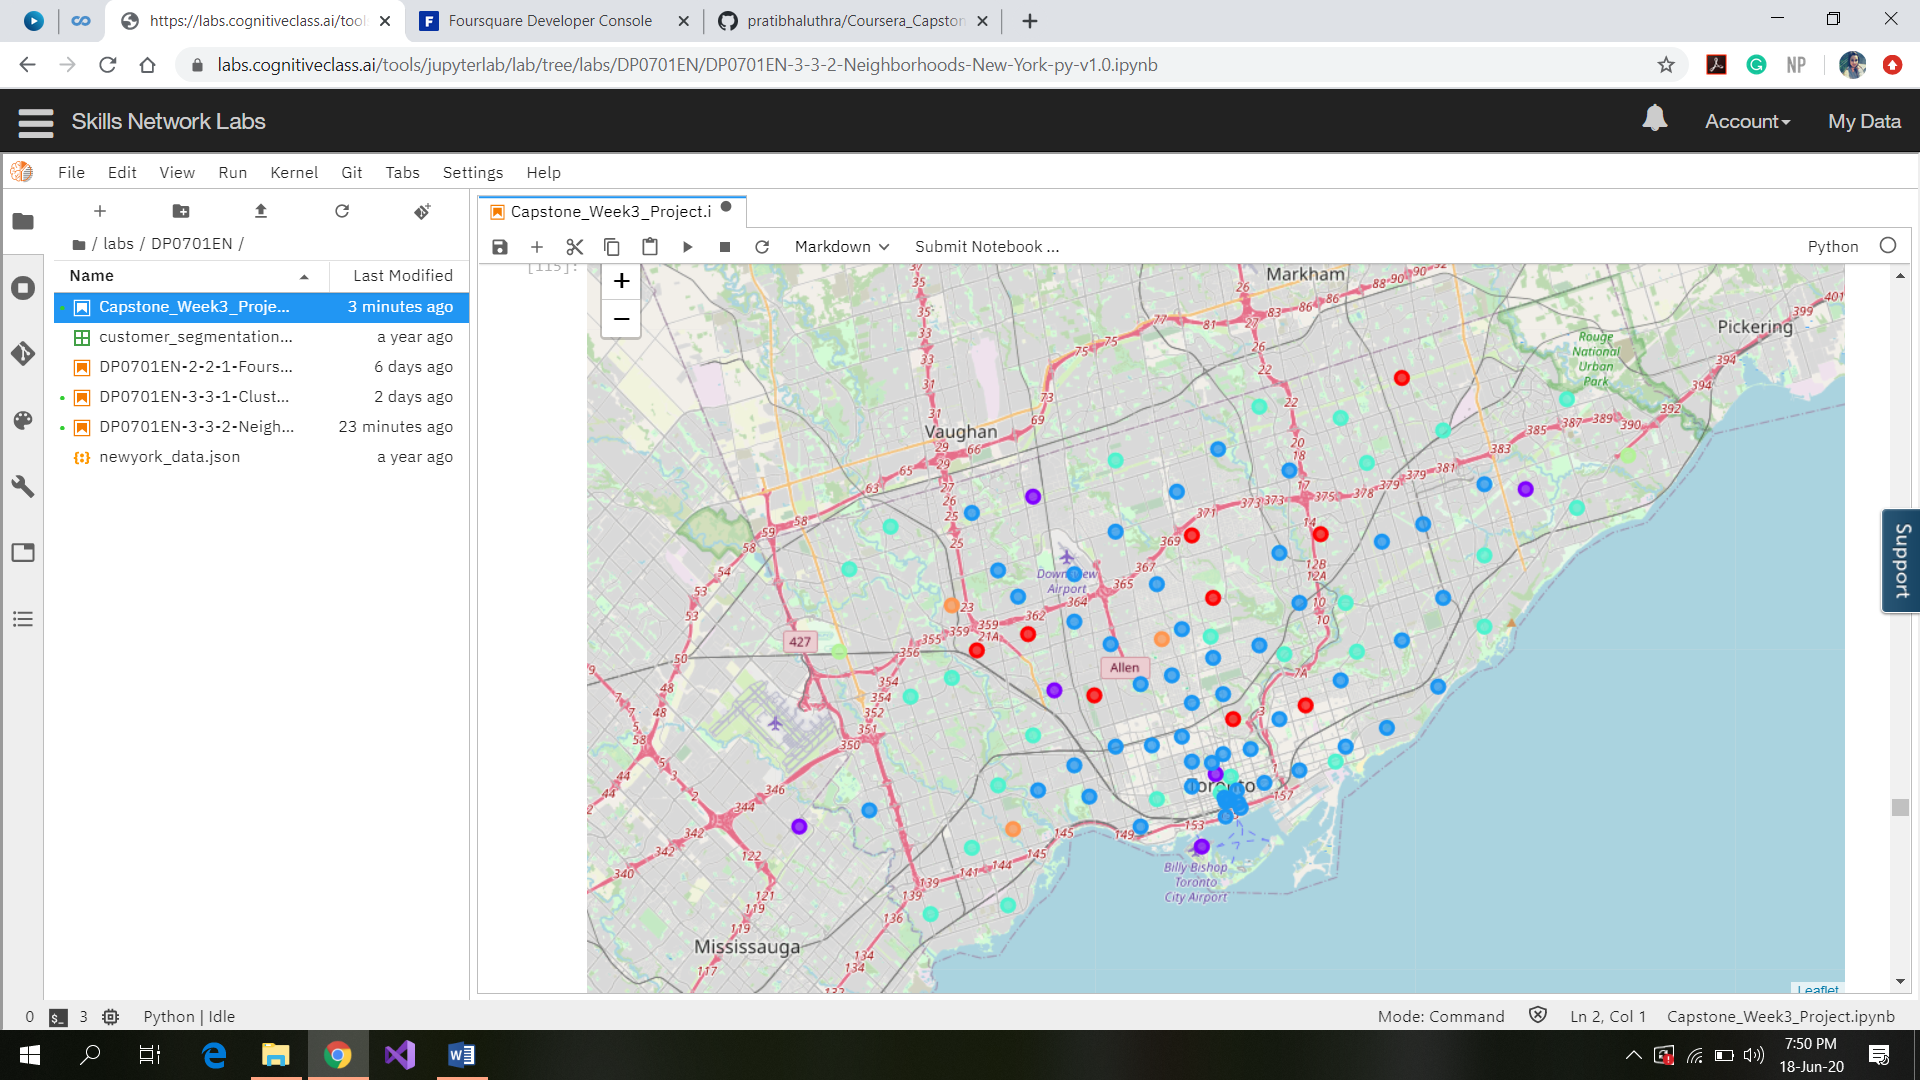 https://labs.cognitiveclass.ai/tool
Foursquare Developer Console
pratibhaluthra/Coursera_Capston
labs.cognitiveclass.ai/tools/jupyterlab/lab/tree/labs/DP0701EN/DP0701EN-3-3-2-Neighborhoods-New-York-py-v1.0.ipynb
NP
Skills Network Labs
Account
My Data
File Edit View Run Kernel Git Tabs Settings Help
Capstone_Week3_Project.i
/ labs / DP0701EN /
Markdown
Submit Notebook ...
Python
Name
Last Modified
Capstone_Week3_Proje... 3 minutes ago
customer_segmentation... a year ago
DP0701EN-2-2-1-Fours... 6 days ago
DP0701EN-3-3-1-Clust... 2 days ago
DP0701EN-3-3-2-Neigh... 23 minutes ago
newyork_data.json a year ago
[115]:
+
−
Markham
Pickering
Rouge
National
Urban
Park
Vaughan
Downsview
Airport
427
Allen
Toronto
Billy Bishop
Toronto
City Airport
Mississauga
Leaflet
Support
0 3 Python | Idle
Mode: Command
Ln 2, Col 1
Capstone_Week3_Project.ipynb
7:50 PM
18-Jun-20